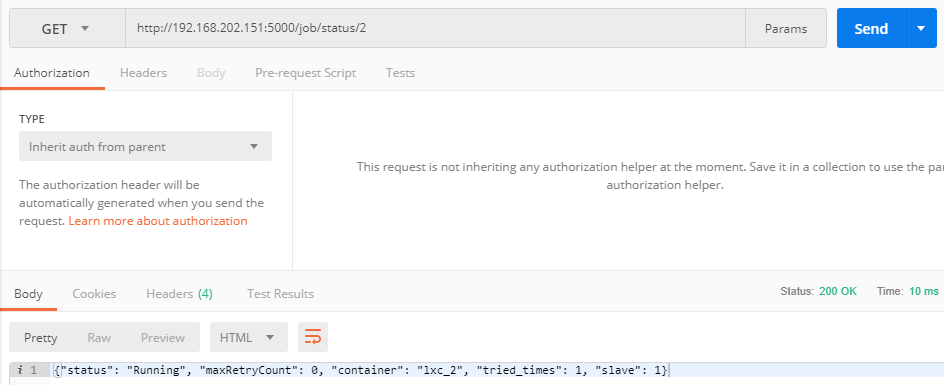 GET http://192.168.202.151:5000/job/status/2 Params Send
Authorization Headers Body Pre-request Script Tests
TYPE
Inherit auth from parent
The authorization header will be
automatically generated when you send the
request. Learn more about authorization
This request is not inheriting any authorization helper at the moment. Save it in a collection to use the pa
authorization helper.
Body Cookies Headers (4) Test Results Status: 200 OK Time: 10 ms
Pretty Raw Preview HTML
i 1 {"status": "Running", "maxRetryCount": 0, "container": "lxc_2", "tried_times": 1, "slave": 1}